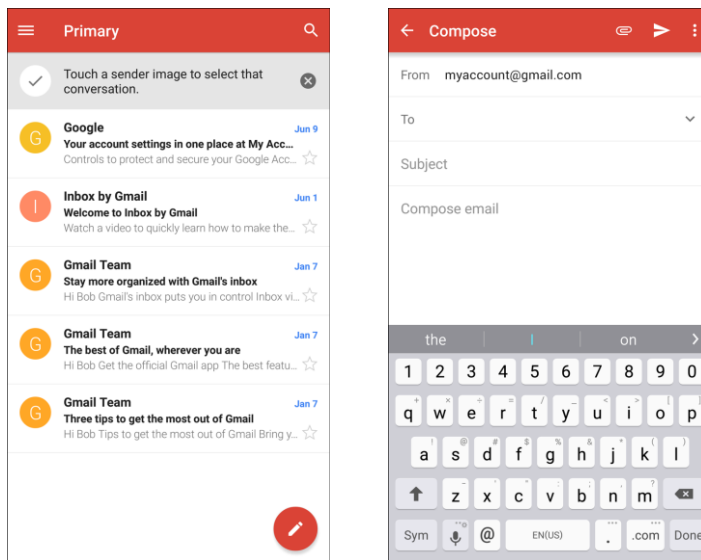 Primary
Touch a sender image to select that
conversation.
G
Google
Jun 9
Your account settings in one place at My Acc...
Controls to protect and secure your Google Acc...
I
Inbox by Gmail
Jun 1
Welcome to Inbox by Gmail
Watch a video to quickly learn how to make the...
G
Gmail Team
Jan 7
Stay more organized with Gmail's inbox
Hi Bob Gmail's inbox puts you in control Inbox vi...
G
Gmail Team
Jan 7
The best of Gmail, wherever you are
Hi Bob Get the official Gmail app The best featu...
G
Gmail Team
Jan 7
Three tips to get the most out of Gmail
Hi Bob Tips to get the most out of Gmail Bring y...
Compose
From myaccount@gmail.com
To
Subject
Compose email
the I on
1 2 3 4 5 6 7 8 9 0
q w e r t y u i o p
a s d f g h j k l
z x c v b n m
Sym @ EN(US) . .com Done